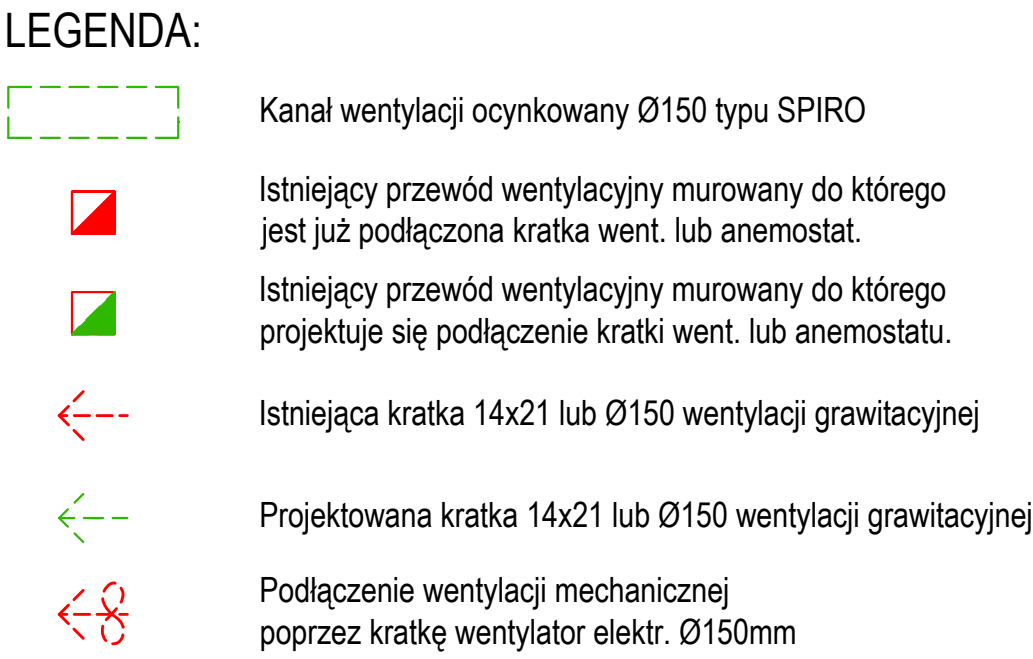 LEGENDA:
Kanał wentylacji ocynkowany Ø150 typu SPIRO
Istniejący przewód wentylacyjny murowany do którego
jest już podłączona kratka went. lub anemostat.
Istniejący przewód wentylacyjny murowany do którego
projektuje się podłączenie kratki went. lub anemostatu.
Istniejąca kratka 14x21 lub Ø150 wentylacji grawitacyjnej
Projektowana kratka 14x21 lub Ø150 wentylacji grawitacyjnej
Podłączenie wentylacji mechanicznej
poprzez kratkę wentylator elektr. Ø150mm